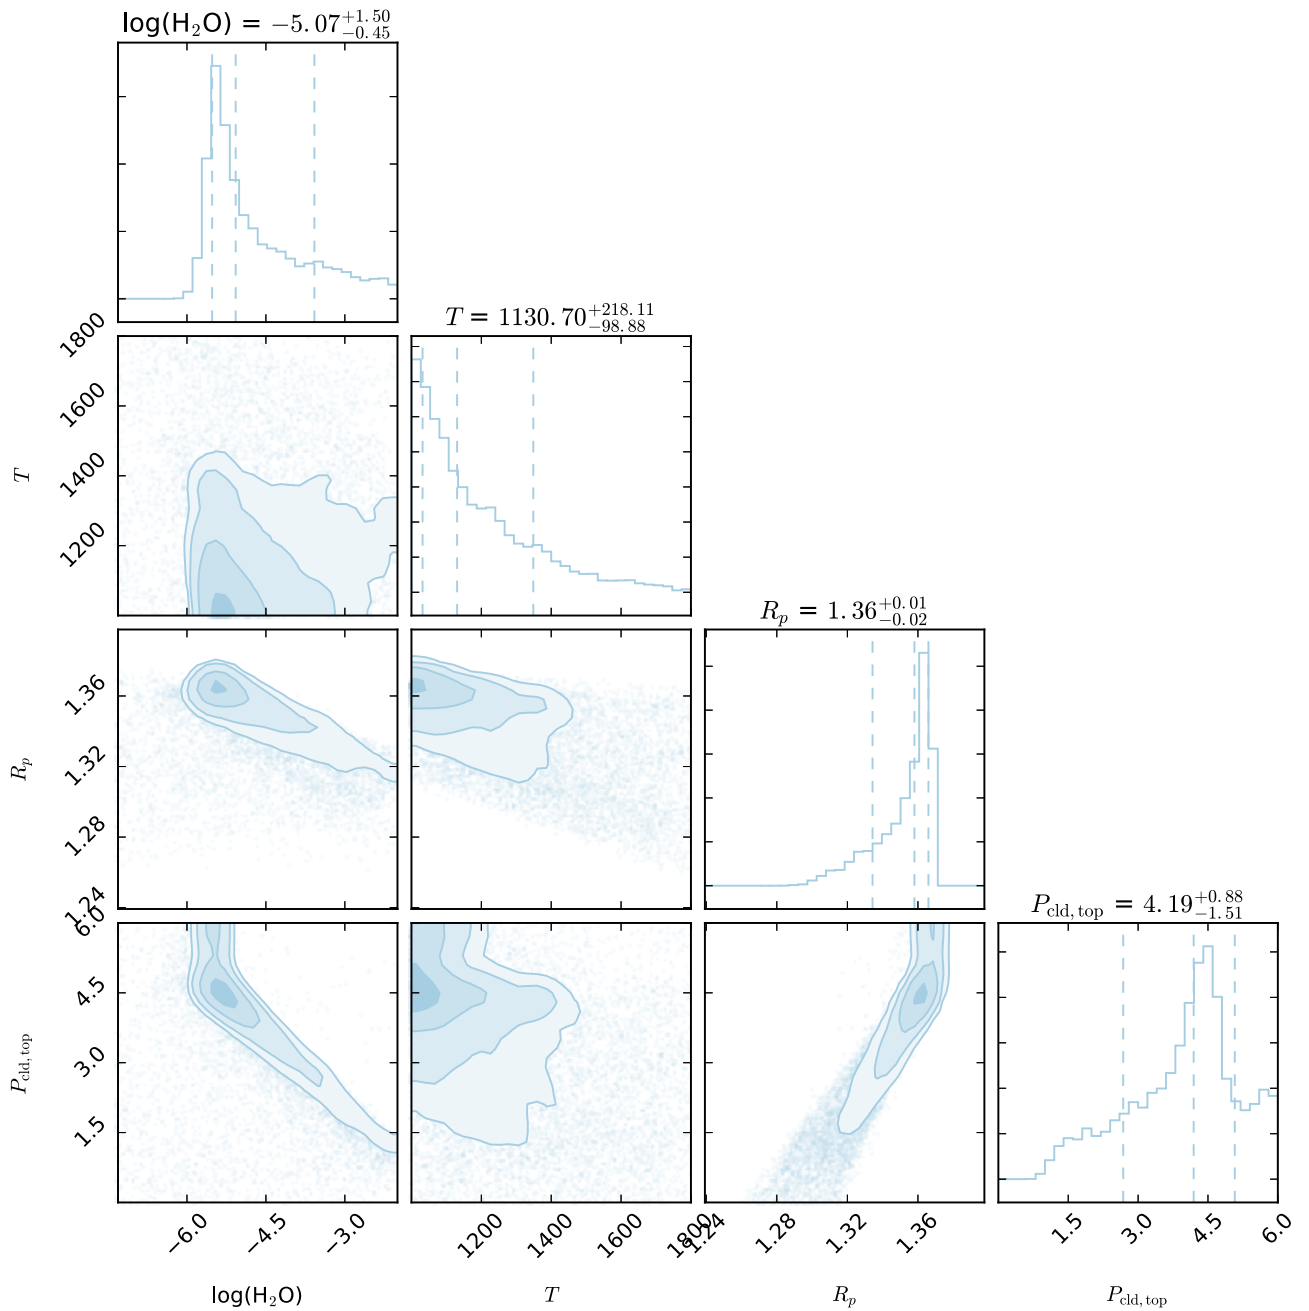 log(H₂O) = −5.07 +1.50 −0.45
T = 1130.70 +218.11 −98.88
1800
1600
1400
1200
T
R_p = 1.36 +0.01 −0.02
1.36
1.32
1.28
1.24
R_p
P_cld, top = 4.19 +0.88 −1.51
6.0
4.5
3.0
1.5
P_cld, top
−6.0 −4.5 −3.0 1200 1400 1600 1800 1.24 1.28 1.32 1.36 1.5 3.0 4.5 6.0
log(H₂O) T R_p P_cld, top